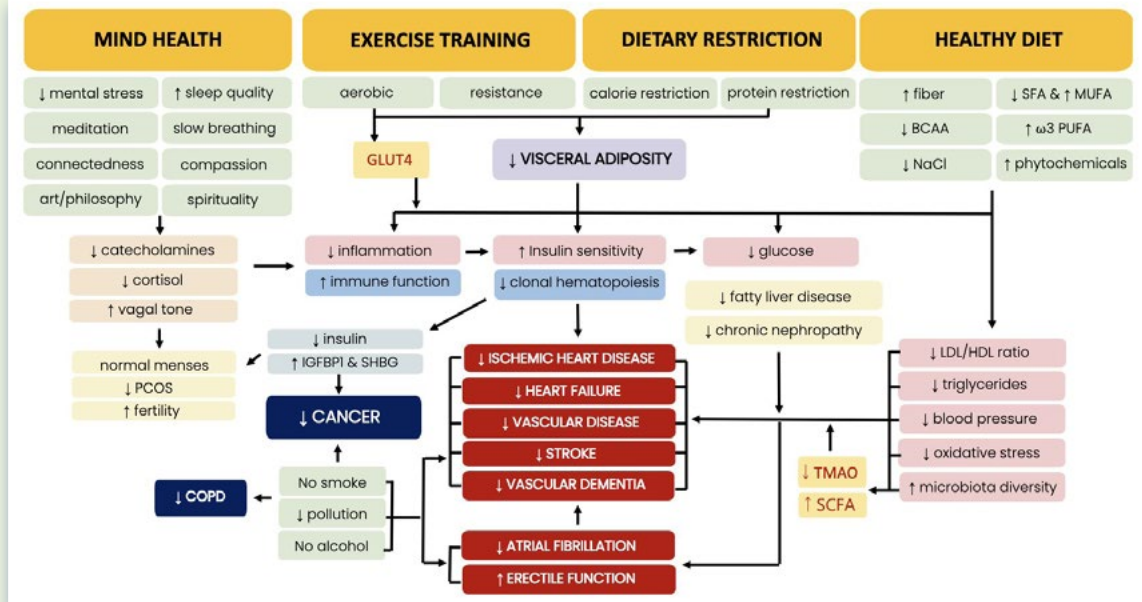 MIND HEALTH
EXERCISE TRAINING
DIETARY RESTRICTION
HEALTHY DIET
↓ mental stress
↑ sleep quality
meditation
slow breathing
connectedness
compassion
art/philosophy
spirituality
aerobic
resistance
calorie restriction
protein restriction
↑ fiber
↓ SFA & ↑ MUFA
↓ BCAA
↑ ω3 PUFA
↓ NaCl
↑ phytochemicals
GLUT4
↓ VISCERAL ADIPOSITY
↓ catecholamines
↓ cortisol
↑ vagal tone
↓ inflammation
↑ immune function
↑ Insulin sensitivity
↓ clonal hematopoiesis
↓ glucose
↓ fatty liver disease
↓ chronic nephropathy
normal menses
↓ PCOS
↑ fertility
↓ insulin
↑ IGFBP1 & SHBG
↓ CANCER
↓ ISCHEMIC HEART DISEASE
↓ HEART FAILURE
↓ VASCULAR DISEASE
↓ STROKE
↓ VASCULAR DEMENTIA
↓ LDL/HDL ratio
↓ triglycerides
↓ blood pressure
↓ oxidative stress
↑ microbiota diversity
↓ TMAO
↑ SCFA
↓ COPD
No smoke
↓ pollution
No alcohol
↓ ATRIAL FIBRILLATION
↑ ERECTILE FUNCTION